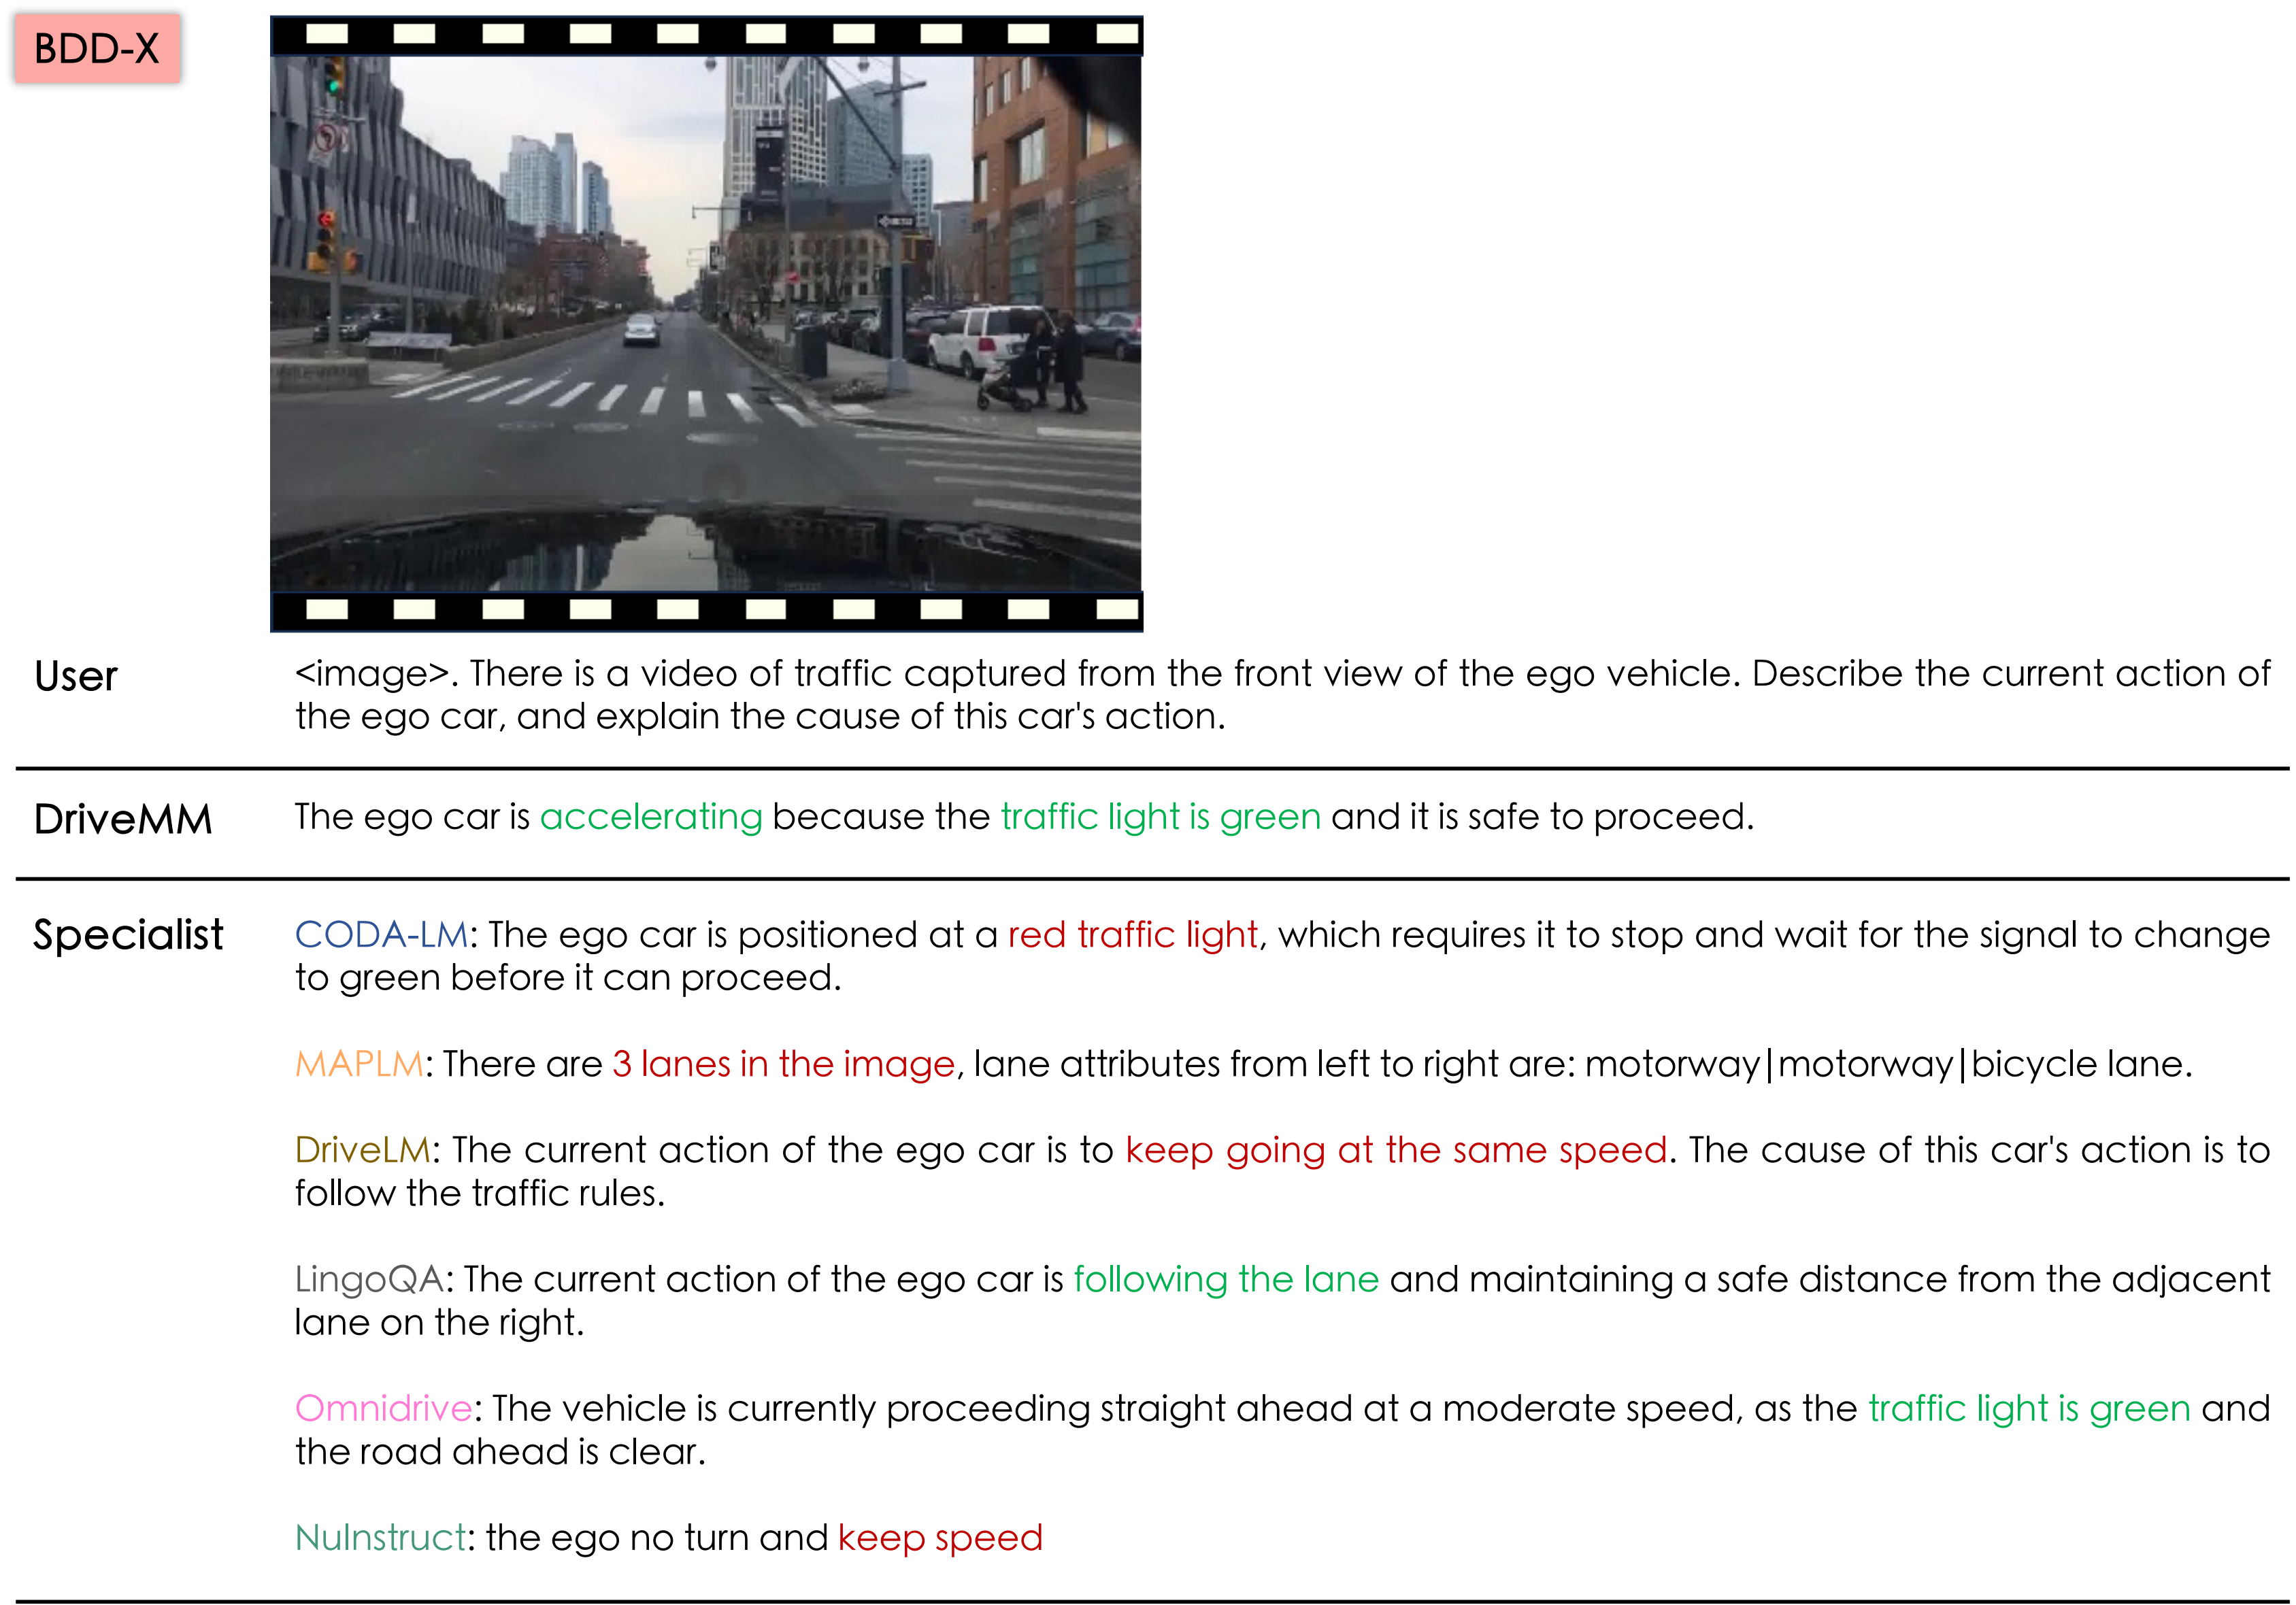 BDD-X
User
<image>. There is a video of traffic captured from the front view of the ego vehicle. Describe the current action of
the ego car, and explain the cause of this car's action.
DriveMM
The ego car is accelerating because the traffic light is green and it is safe to proceed.
Specialist
CODA-LM: The ego car is positioned at a red traffic light, which requires it to stop and wait for the signal to change
to green before it can proceed.
MAPLM: There are 3 lanes in the image, lane attributes from left to right are: motorway|motorway|bicycle lane.
DriveLM: The current action of the ego car is to keep going at the same speed. The cause of this car's action is to
follow the traffic rules.
LingoQA: The current action of the ego car is following the lane and maintaining a safe distance from the adjacent
lane on the right.
Omnidrive: The vehicle is currently proceeding straight ahead at a moderate speed, as the traffic light is green and
the road ahead is clear.
NuInstruct: the ego no turn and keep speed